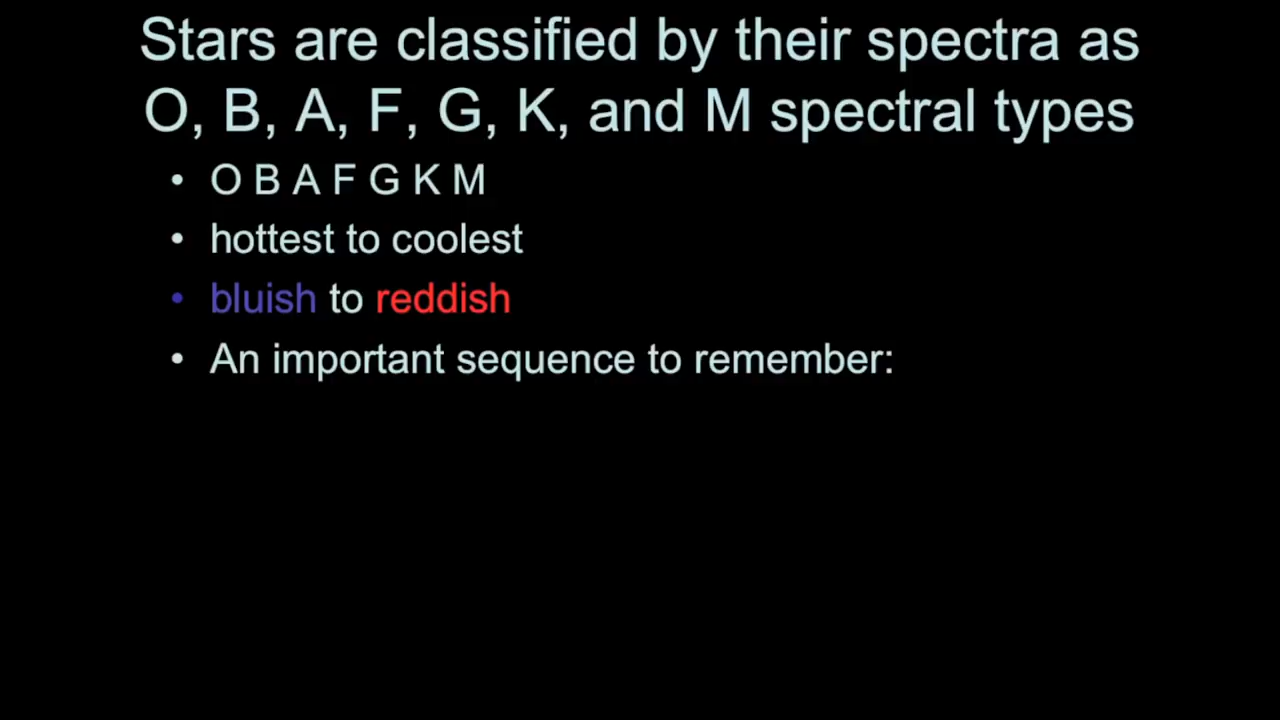 Stars are classified by their spectra as
O, B, A, F, G, K, and M spectral types
• O B A F G K M
• hottest to coolest
• bluish to reddish
• An important sequence to remember: